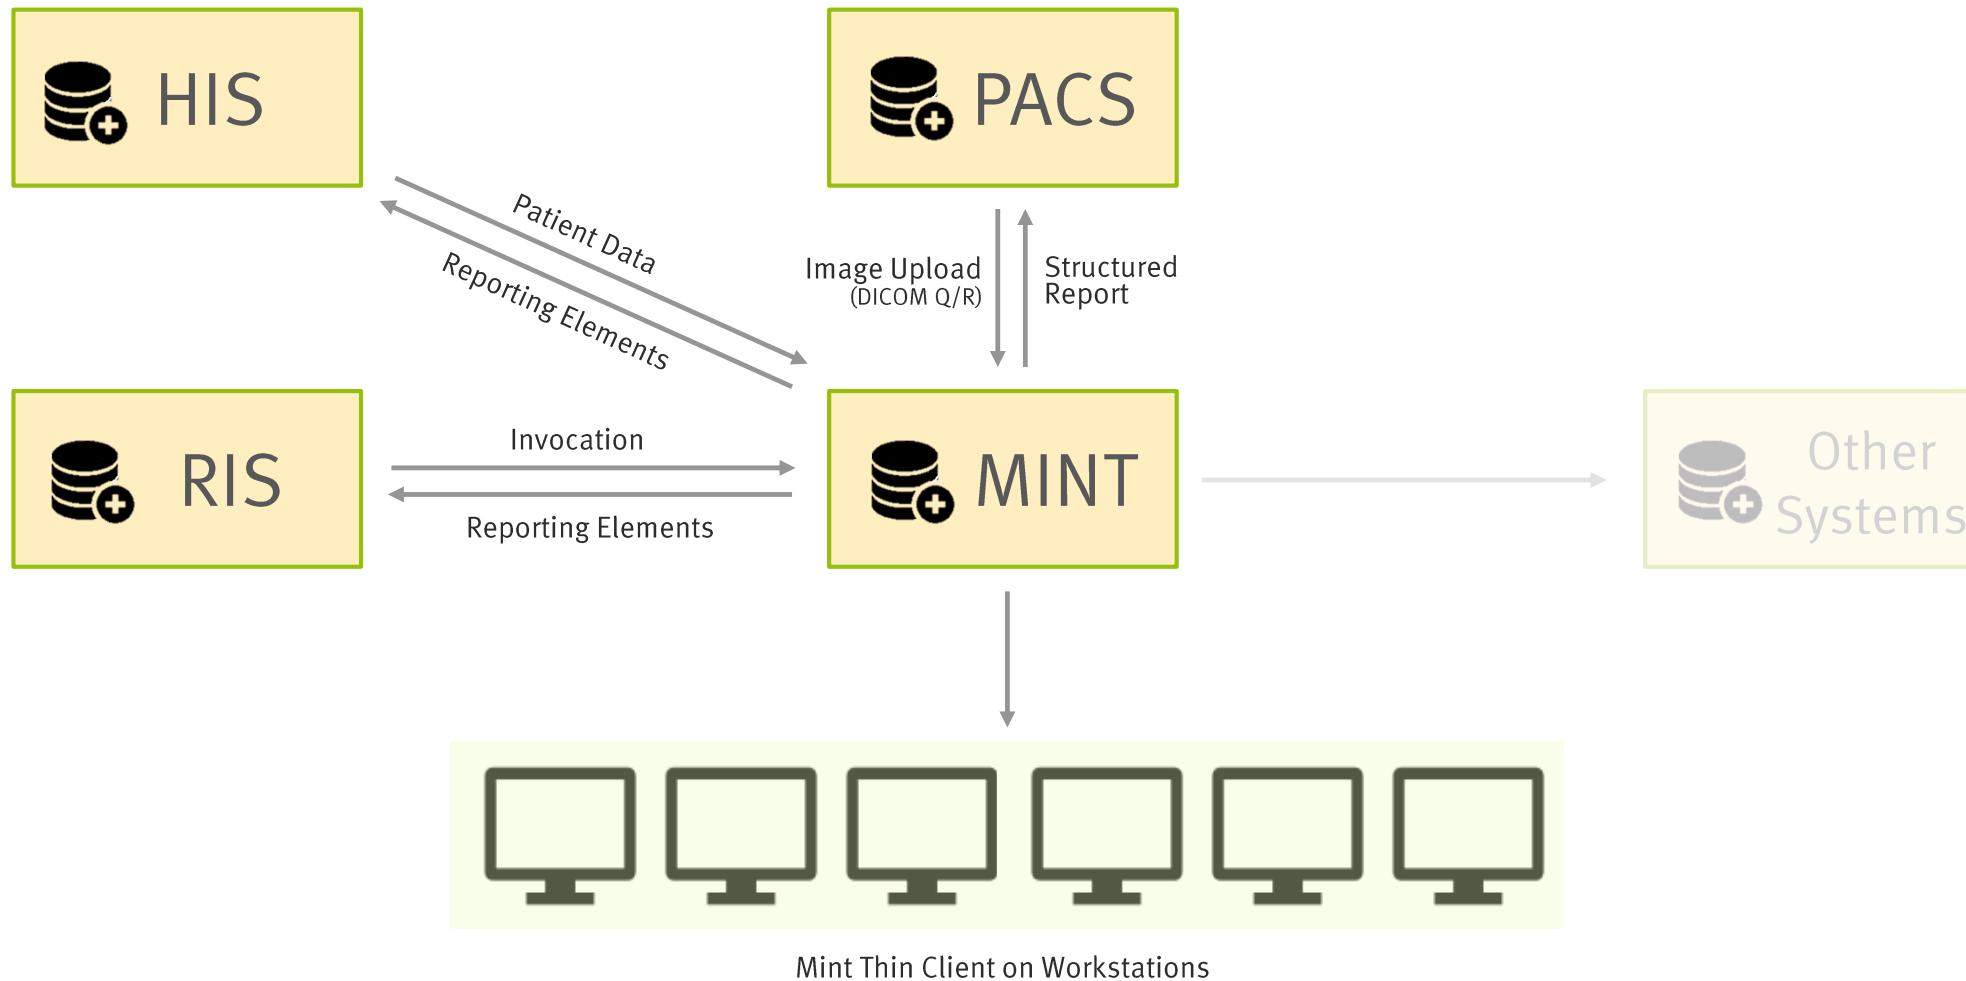 HIS
PACS
Patient Data
Reporting Elements
Image Upload
(DICOM Q/R)
Structured
Report
RIS
Invocation
Reporting Elements
MINT
Other
Systems
Mint Thin Client on Workstations